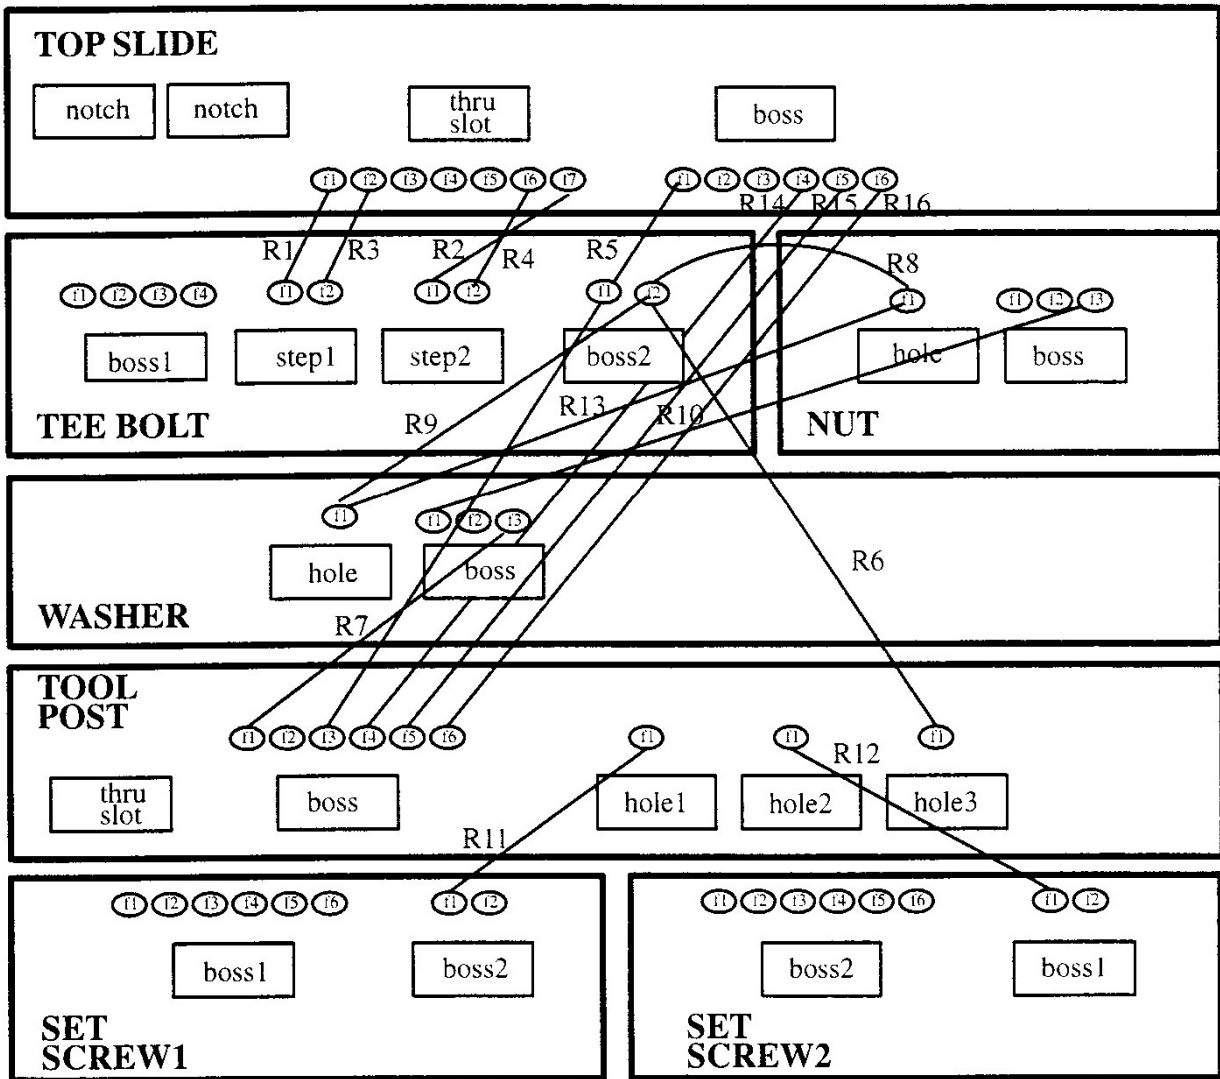 TOP SLIDE
notch notch thru slot boss
f1 f2 f3 f4 f5 f6 f7 f1 f2 f3 f4 f5 f6
R14 R15 R16
R1 R3 R2 R4 R5 R8
f1 f2 f3 f4 f1 f2 f1 f2 f1 f2 f1 f1 f2 f3
boss1 step1 step2 boss2 hole boss
R9 R13 R10
TEE BOLT NUT
f1 f1 f2 f3
R6
hole boss
WASHER R7
TOOL
POST
f1 f2 f3 f4 f5 f6 f1 f1 f1
R12
thru slot boss hole1 hole2 hole3
R11
f1 f2 f3 f4 f5 f6 f1 f2 f1 f2 f3 f4 f5 f6 f1 f2
boss1 boss2 boss2 boss1
SET
SCREW1
SET
SCREW2